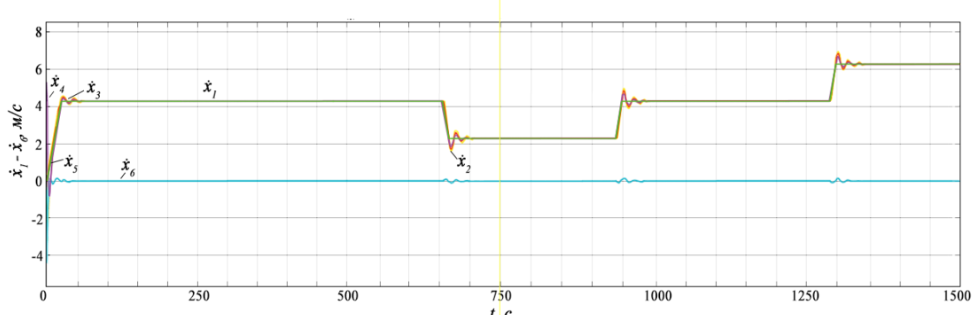 8
6
4
2
0
-2
-4
ẋ₁ - ẋ₆, м/с
ẋ₄
ẋ₃
ẋ₁
ẋ₅
ẋ₆
ẋ₂
0 250 500 750 1000 1250 1500
t, c